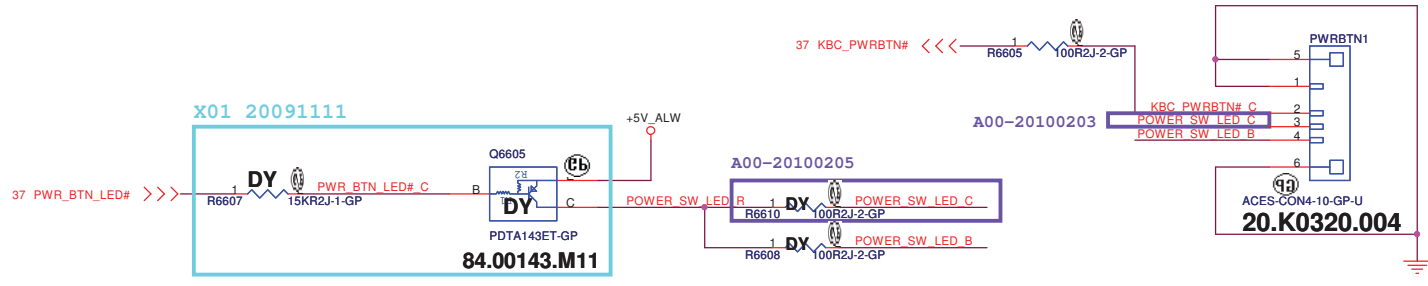 37 KBC_PWRBTN#
1
R6605
100R2J-2-GP
PWRBTN1
5
1
KBC_PWRBTN#_C 2
POWER_SW_LED_C 3
POWER_SW_LED_B 4
6
A00-20100203
ACES-CON4-10-GP-U
20.K0320.004
X01 20091111
+5V_ALW
Q6605
R2
E
B
C
DY
PDTA143ET-GP
84.00143.M11
37 PWR_BTN_LED#
1
DY
R6607
15KR2J-1-GP
PWR_BTN_LED#_C
POWER_SW_LED_R
A00-20100205
1
DY
R6610
100R2J-2-GP
POWER_SW_LED_C
1
DY
R6608
100R2J-2-GP
POWER_SW_LED_B